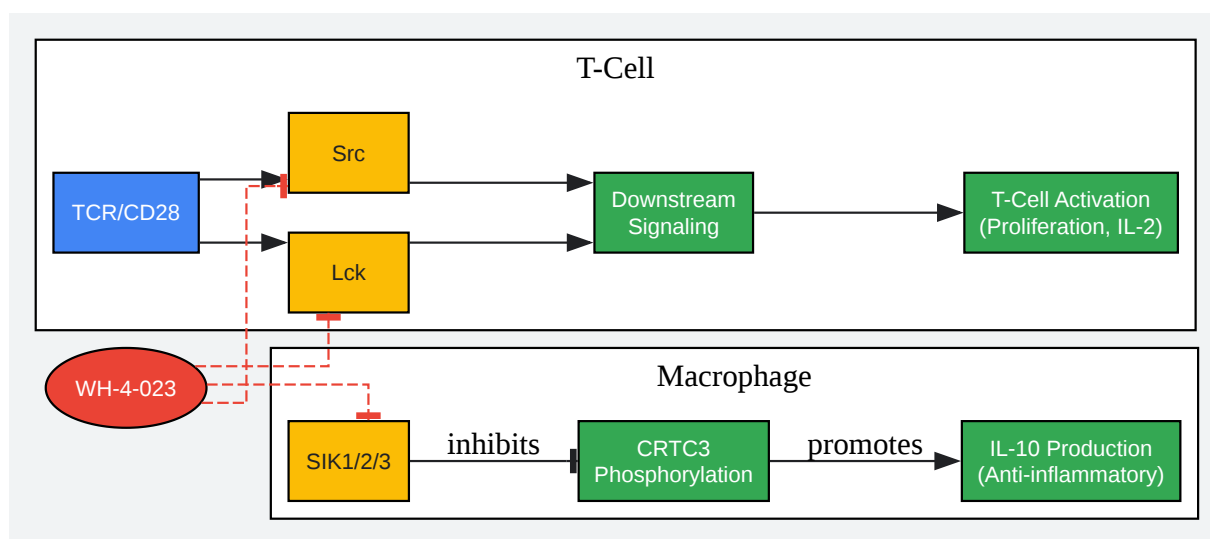 T-Cell
Src
TCR/CD28
Downstream
Signaling
T-Cell Activation
(Proliferation, IL-2)
Lck
WH-4-023
Macrophage
SIK1/2/3
inhibits
CRTC3
Phosphorylation
promotes
IL-10 Production
(Anti-inflammatory)